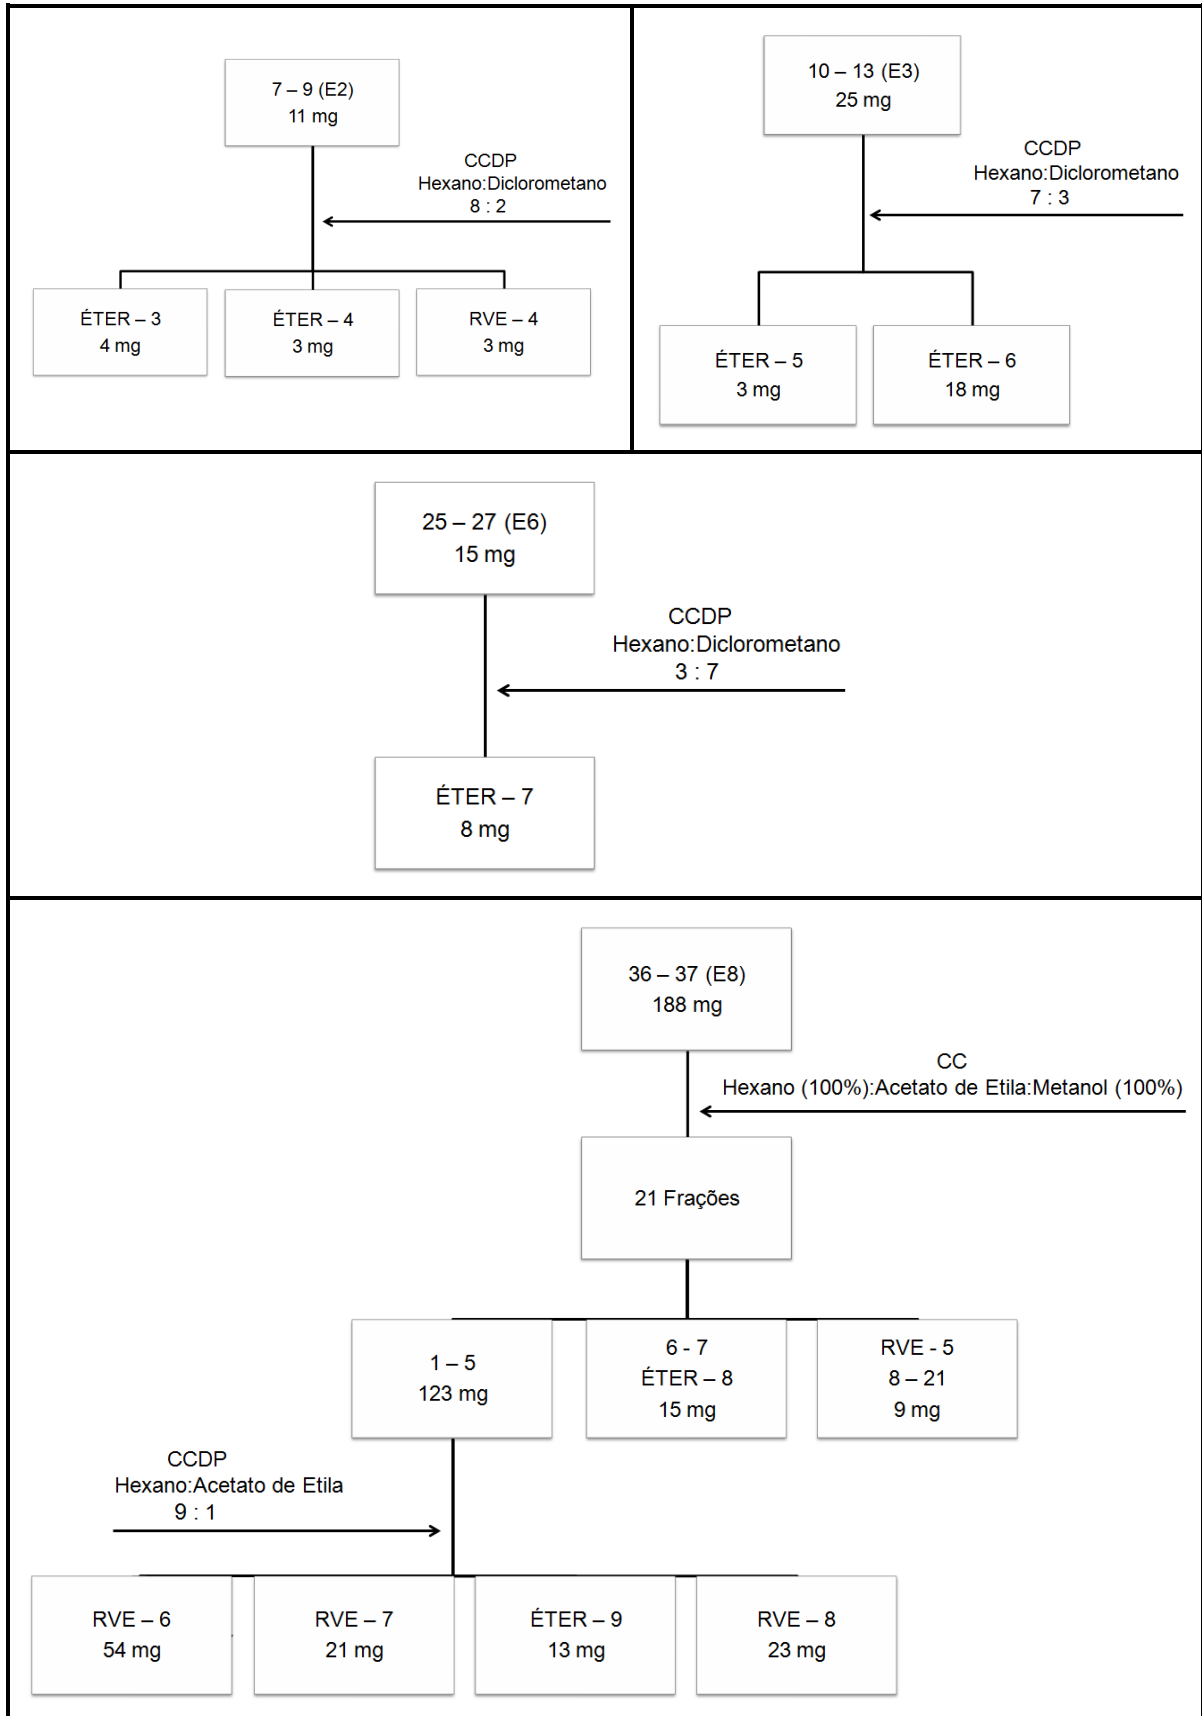 7 – 9 (E2)
11 mg
CCDP
Hexano:Diclorometano
8 : 2
ÉTER – 3
4 mg
ÉTER – 4
3 mg
RVE – 4
3 mg
10 – 13 (E3)
25 mg
CCDP
Hexano:Diclorometano
7 : 3
ÉTER – 5
3 mg
ÉTER – 6
18 mg
25 – 27 (E6)
15 mg
CCDP
Hexano:Diclorometano
3 : 7
ÉTER – 7
8 mg
36 – 37 (E8)
188 mg
CC
Hexano (100%):Acetato de Etila:Metanol (100%)
21 Frações
1 – 5
123 mg
6 - 7
ÉTER – 8
15 mg
RVE - 5
8 – 21
9 mg
CCDP
Hexano:Acetato de Etila
9 : 1
RVE – 6
54 mg
RVE – 7
21 mg
ÉTER – 9
13 mg
RVE – 8
23 mg